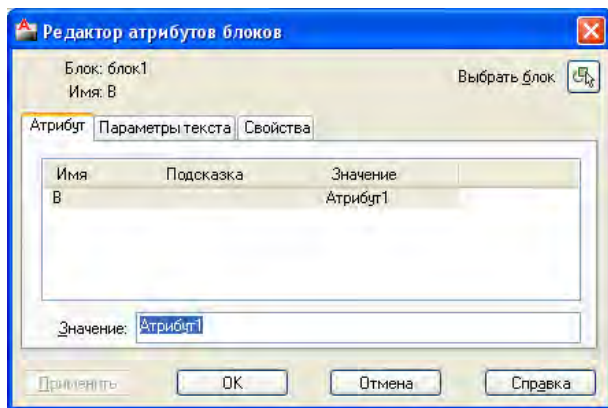 Редактор атрибутов блоков
Блок: блок1
Выбрать блок
Имя: В
Атрибут Параметры текста Свойства
Имя Подсказка Значение
В Атрибут1
Значение: Атрибут1
Применить ОК Отмена Справка